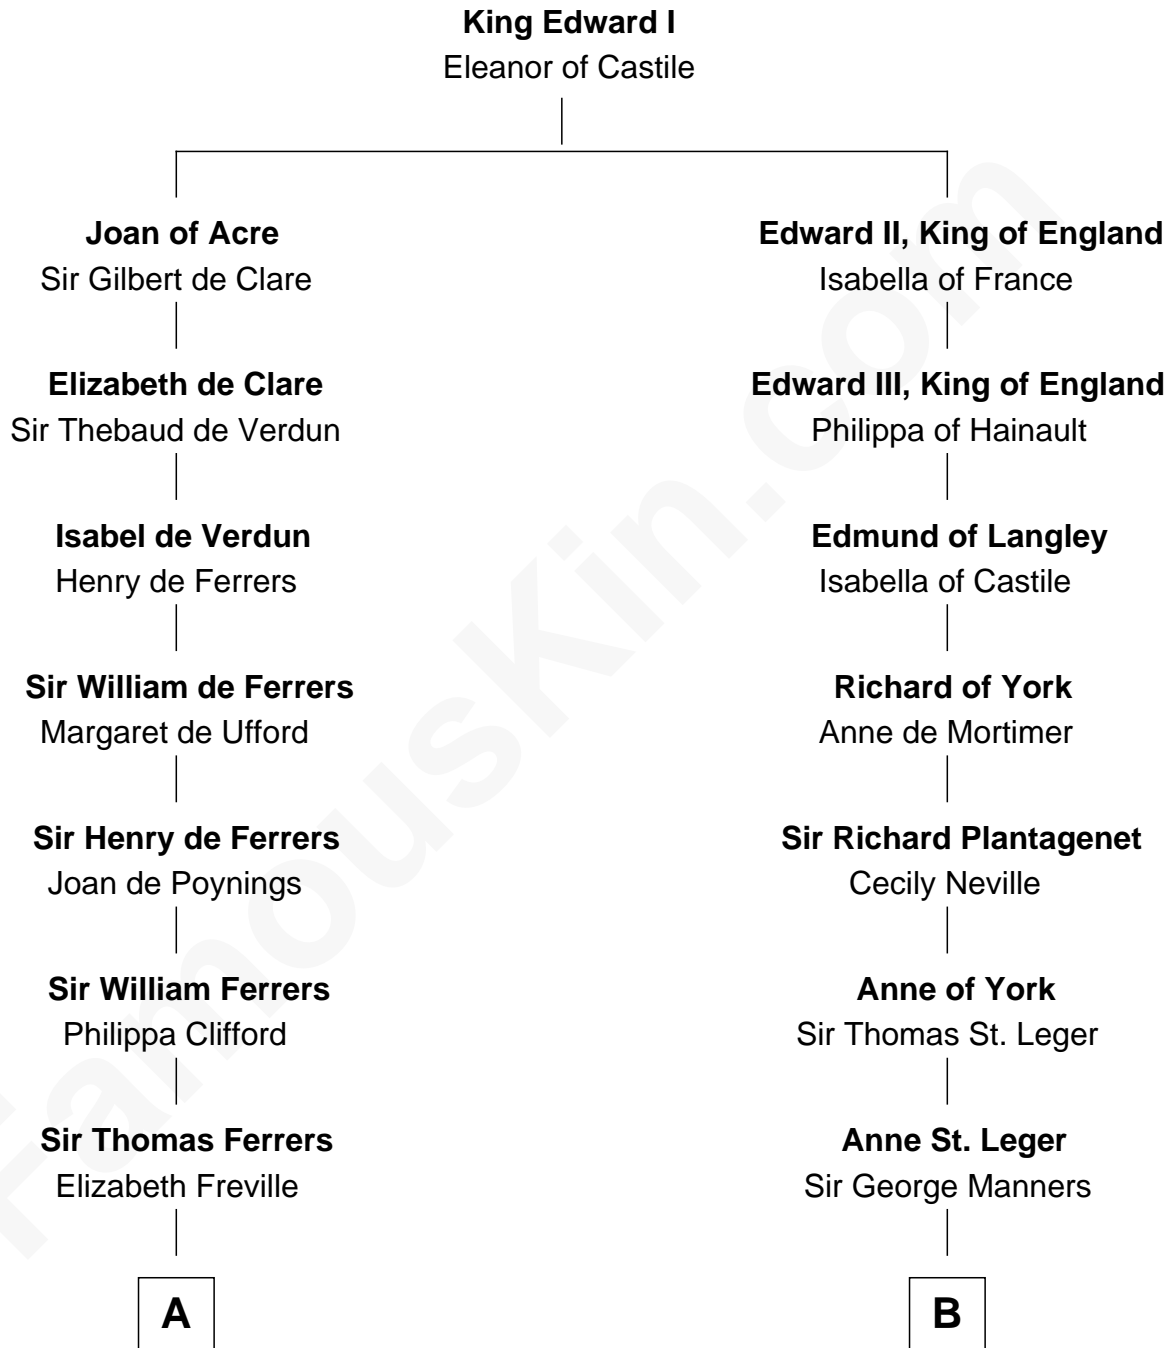 King Edward I
Eleanor of Castile
Joan of Acre
Sir Gilbert de Clare
Elizabeth de Clare
Sir Thebaud de Verdun
Isabel de Verdun
Henry de Ferrers
Sir William de Ferrers
Margaret de Ufford
Sir Henry de Ferrers
Joan de Poynings
Sir William Ferrers
Philippa Clifford
Sir Thomas Ferrers
Elizabeth Freville
A
Edward II, King of England
Isabella of France
Edward III, King of England
Philippa of Hainault
Edmund of Langley
Isabella of Castile
Richard of York
Anne de Mortimer
Sir Richard Plantagenet
Cecily Neville
Anne of York
Sir Thomas St. Leger
Anne St. Leger
Sir George Manners
B
FamousKin.com